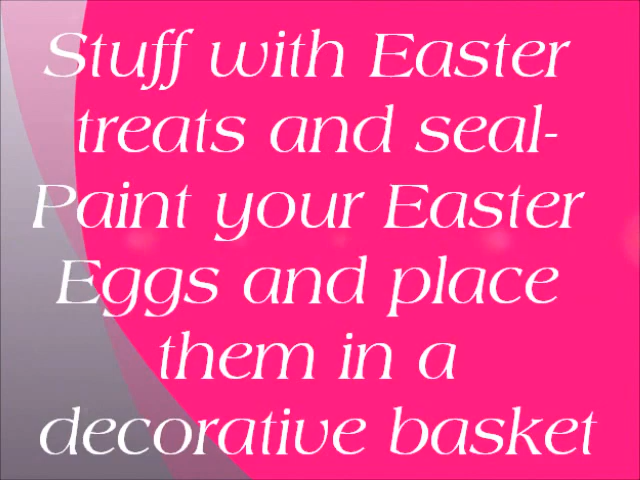 Stuff with Easter
treats and seal-
Paint your Easter
Eggs and place
them in a
decorative basket